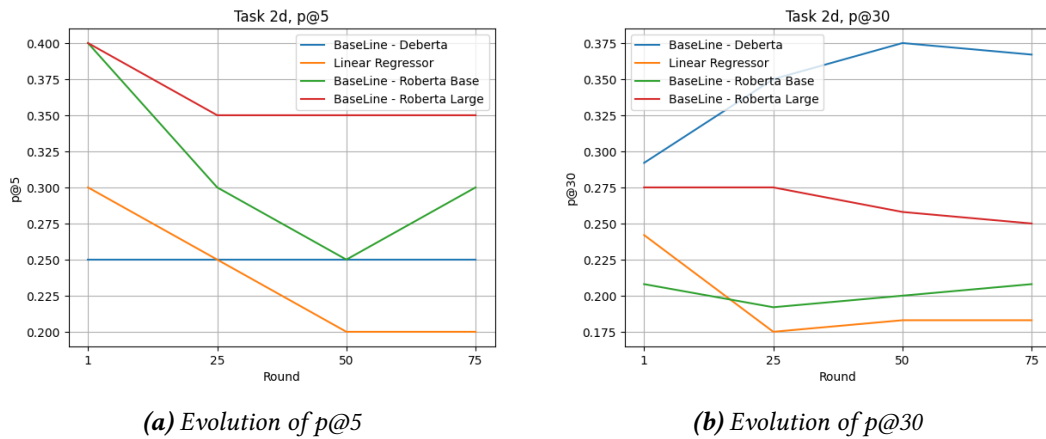 Task 2d, p@5
0.400
0.375
0.350
0.325
0.300
0.275
0.250
0.225
0.200
p@5
BaseLine - Deberta
Linear Regressor
BaseLine - Roberta Base
BaseLine - Roberta Large
1 25 50 75
Round
(a) Evolution of p@5
Task 2d, p@30
0.375
0.350
0.325
0.300
0.275
0.250
0.225
0.200
0.175
p@30
BaseLine - Deberta
Linear Regressor
BaseLine - Roberta Base
BaseLine - Roberta Large
1 25 50 75
Round
(b) Evolution of p@30